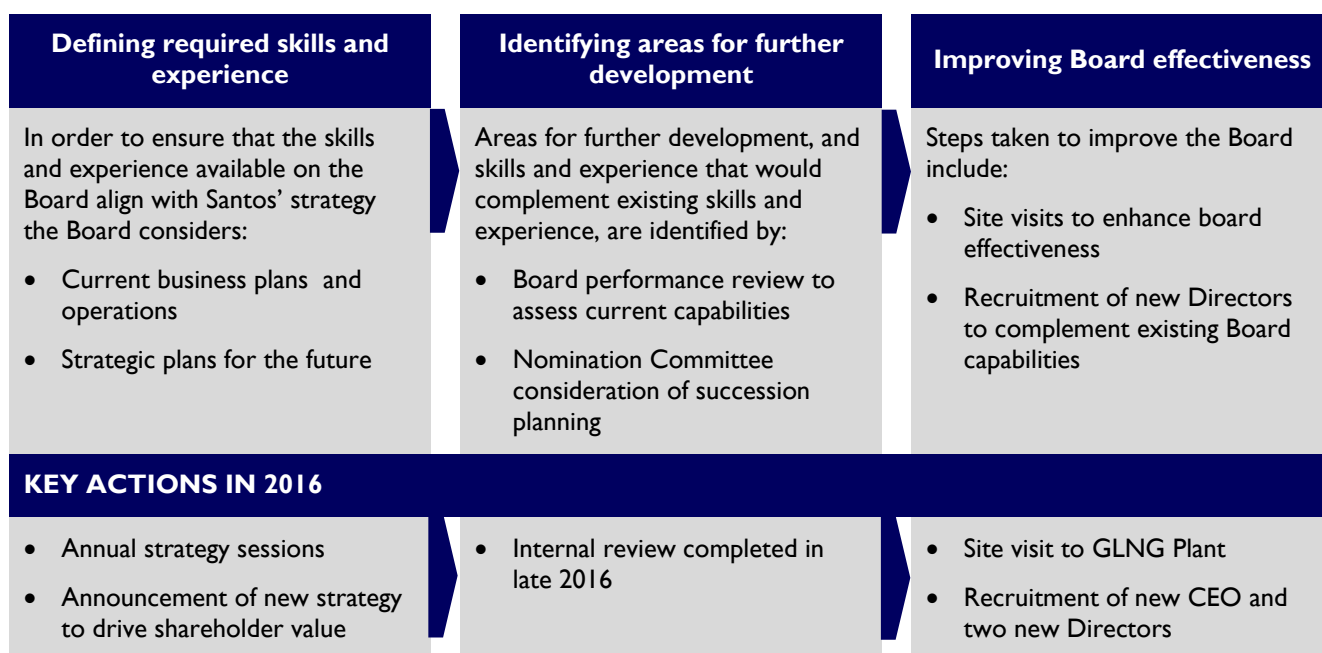 Defining required skills and
experience
In order to ensure that the skills
and experience available on the
Board align with Santos’ strategy
the Board considers:
• Current business plans and
operations
• Strategic plans for the future
Identifying areas for further
development
Areas for further development, and
skills and experience that would
complement existing skills and
experience, are identified by:
• Board performance review to
assess current capabilities
• Nomination Committee
consideration of succession
planning
Improving Board effectiveness
Steps taken to improve the Board
include:
• Site visits to enhance board
effectiveness
• Recruitment of new Directors
to complement existing Board
capabilities
KEY ACTIONS IN 2016
• Annual strategy sessions
• Announcement of new strategy
to drive shareholder value
• Internal review completed in
late 2016
• Site visit to GLNG Plant
• Recruitment of new CEO and
two new Directors